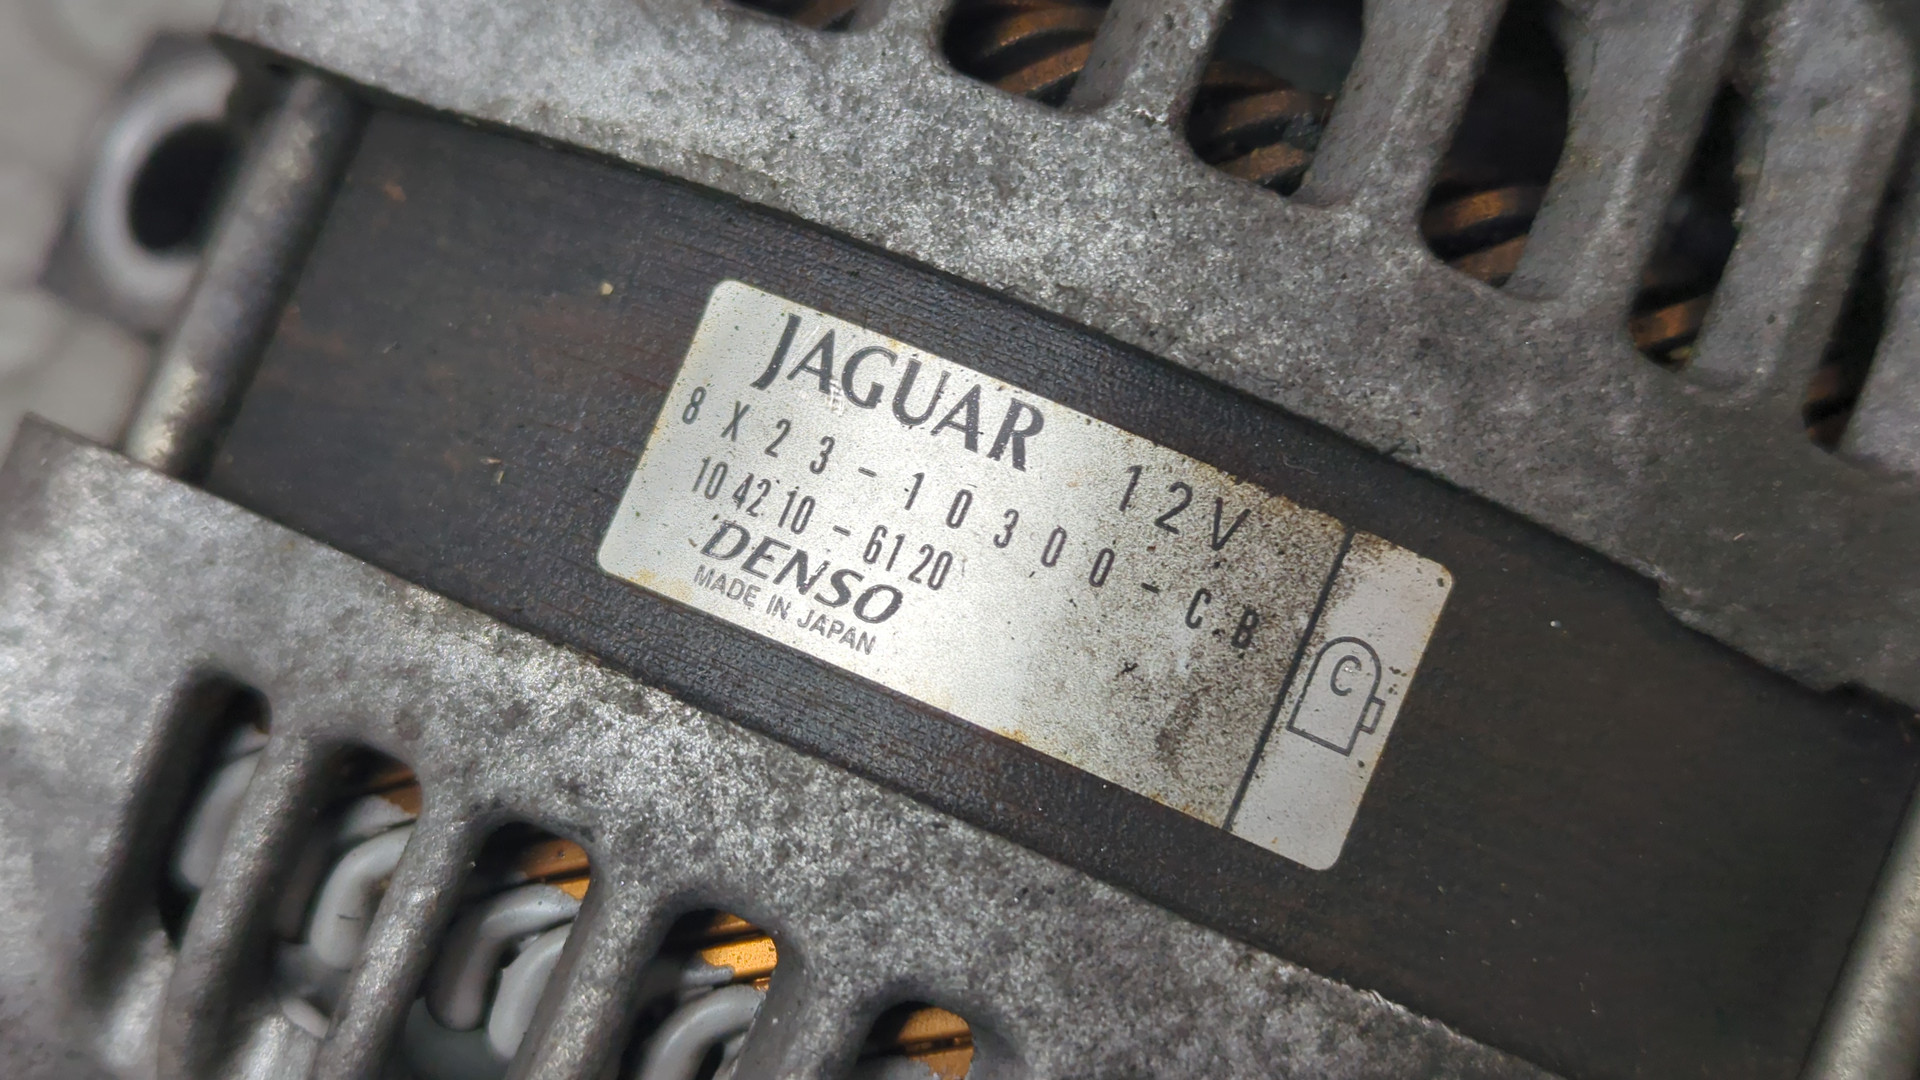 JAGUAR 12V
8X23-10300-CB
104210-6120
DENSO
MADE IN JAPAN
C